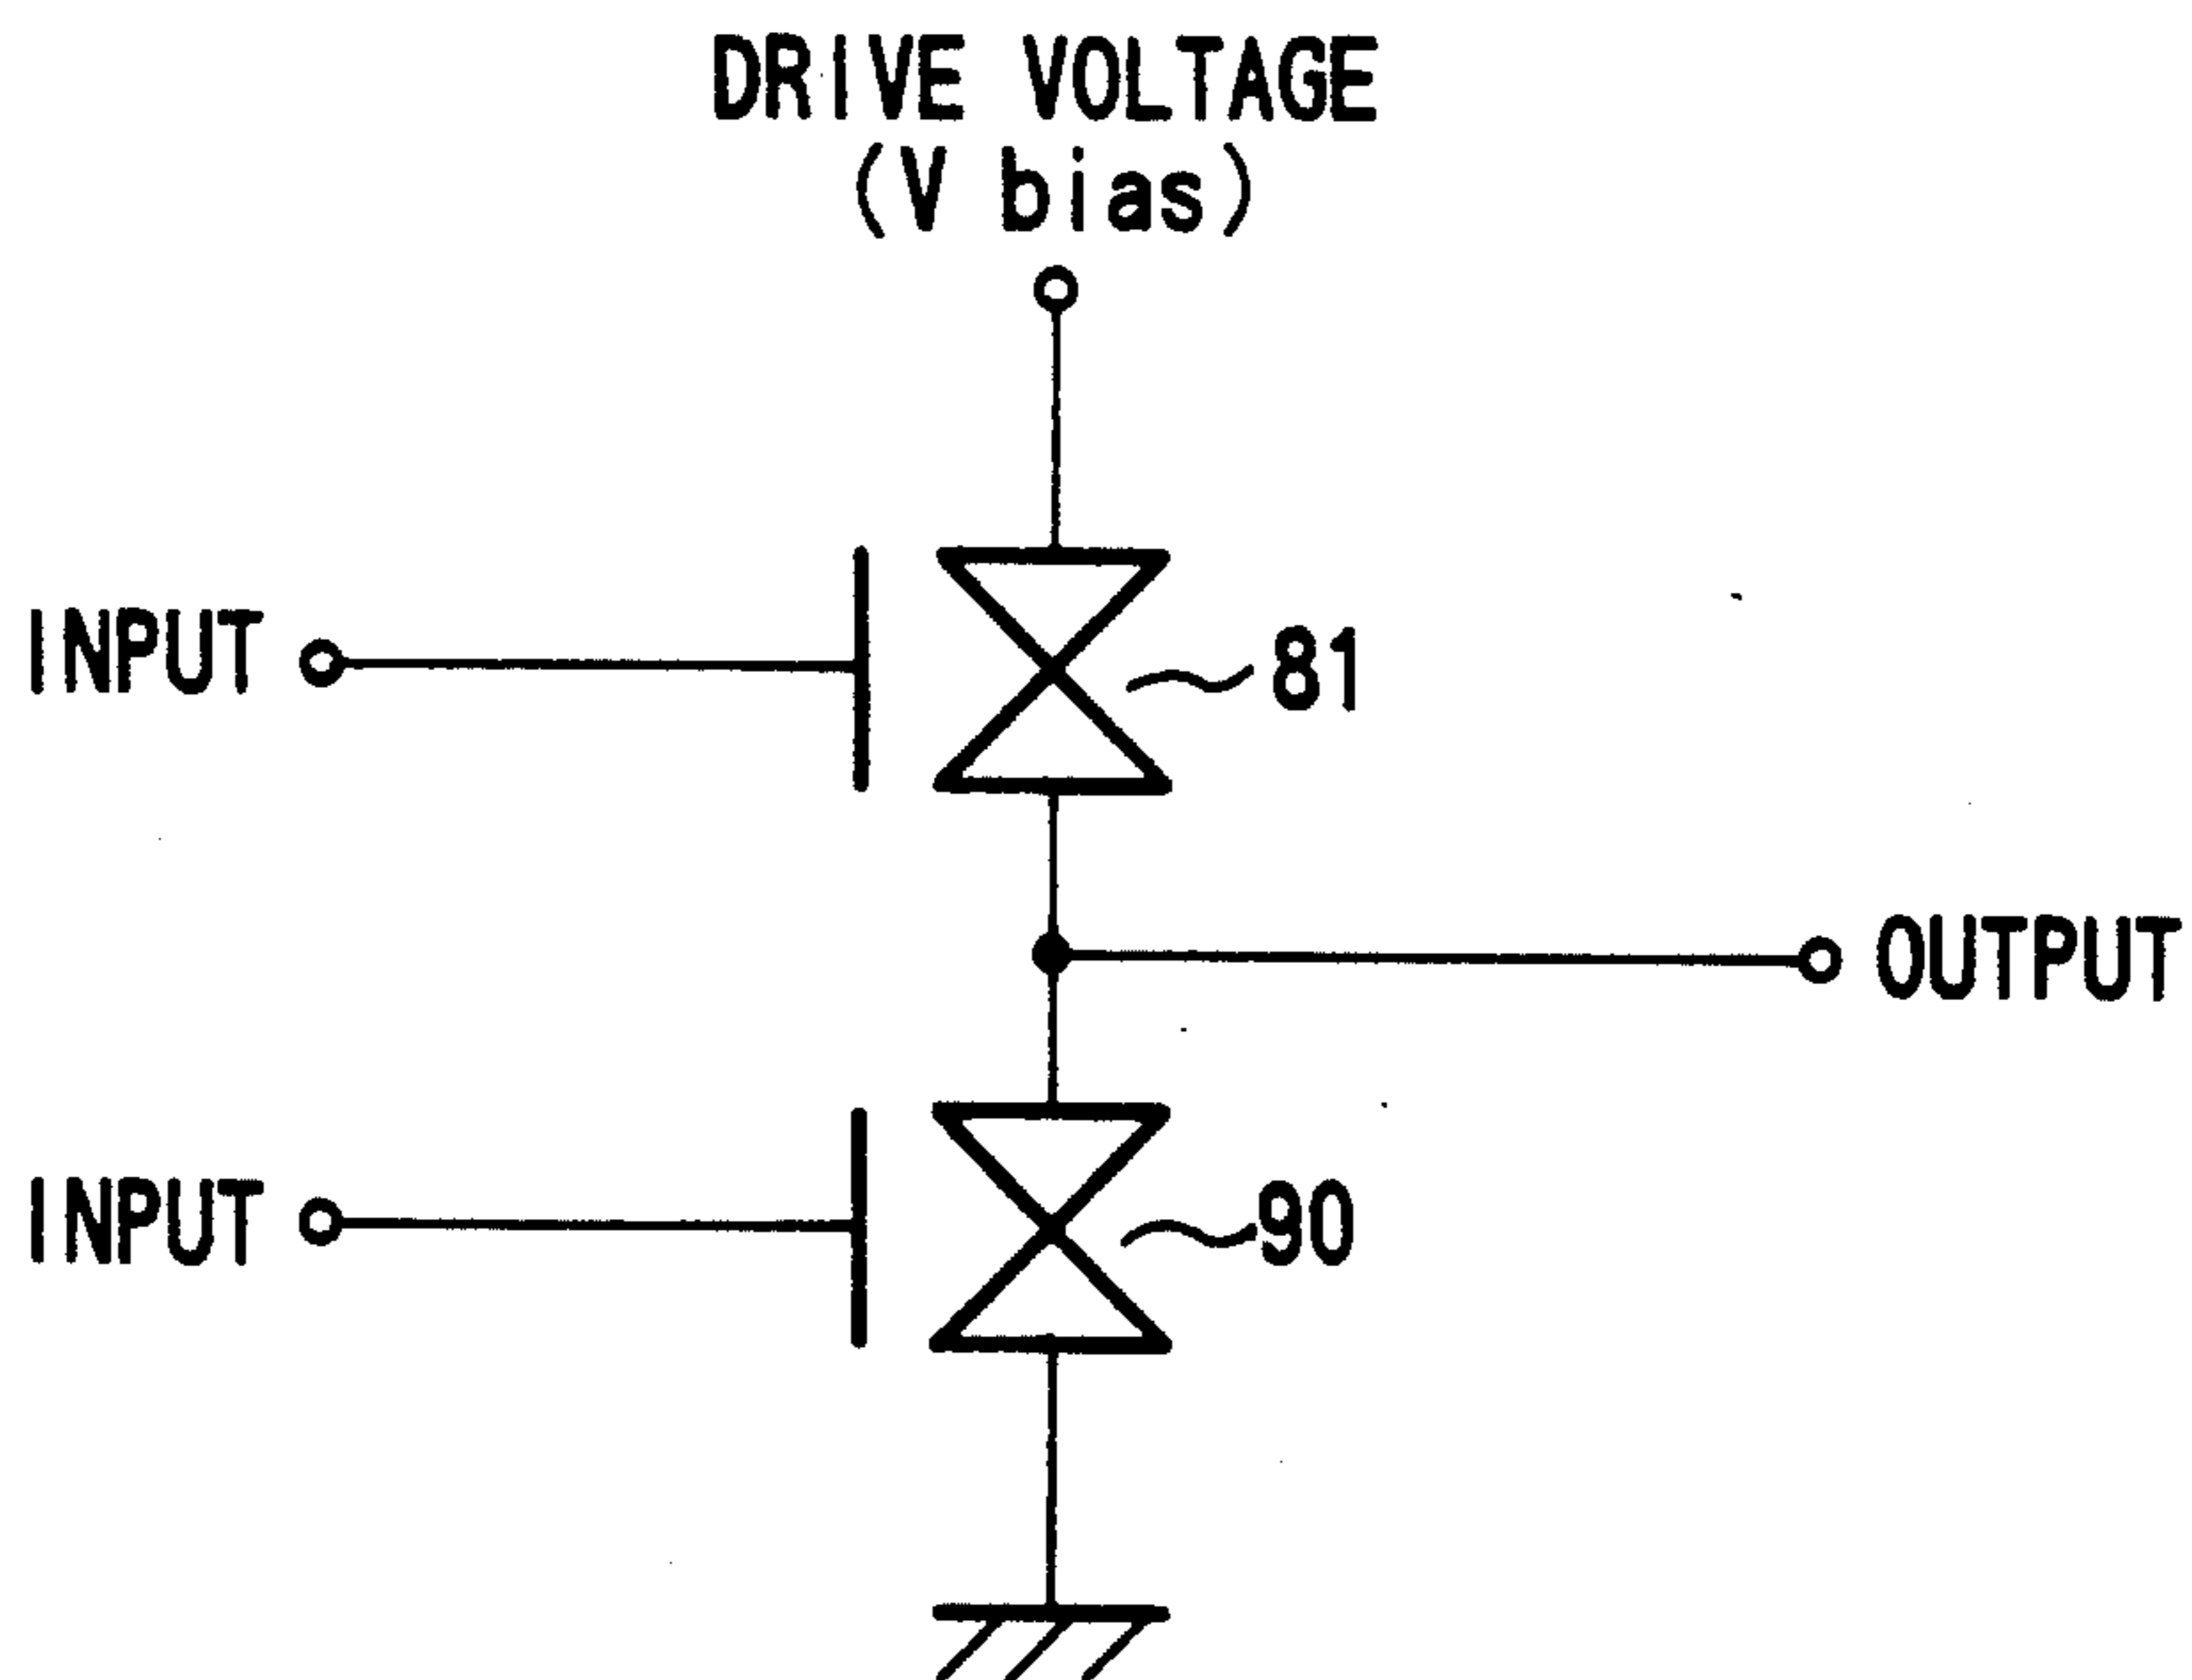 DRIVE VOLTAGE
(V bias)
INPUT
81
OUTPUT
INPUT
90